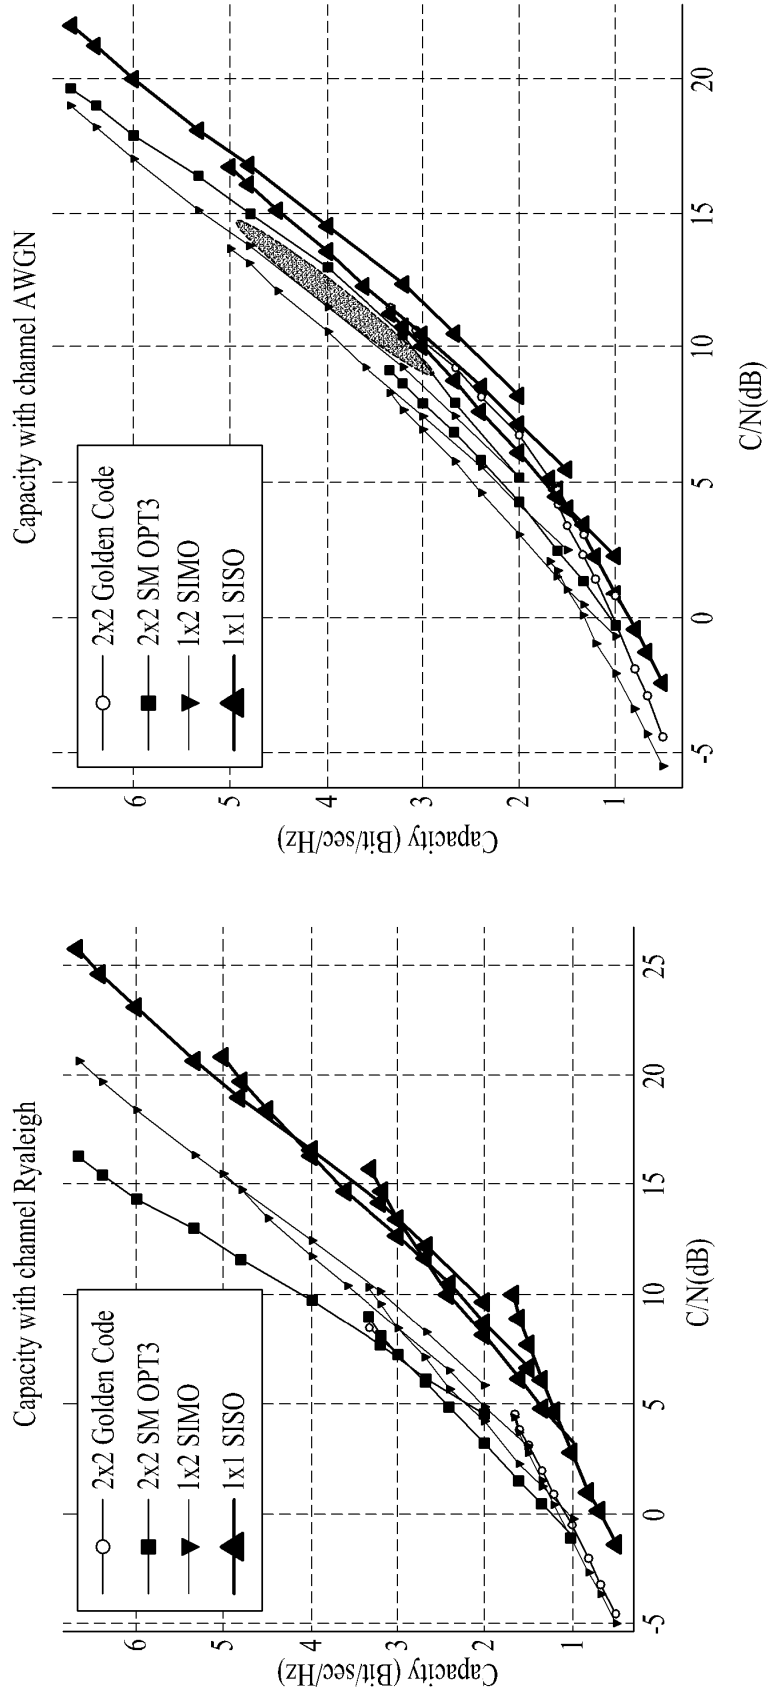 Capacity with channel Ryaleigh
Capacity (Bit/sec/Hz)
6
5
4
3
2
1
2x2 Golden Code
2x2 SM OPT3
1x2 SIMO
1x1 SISO
-5
0
5
10
15
20
25
C/N(dB)
Capacity with channel AWGN
Capacity (Bit/sec/Hz)
6
5
4
3
2
1
2x2 Golden Code
2x2 SM OPT3
1x2 SIMO
1x1 SISO
-5
0
5
10
15
20
C/N(dB)